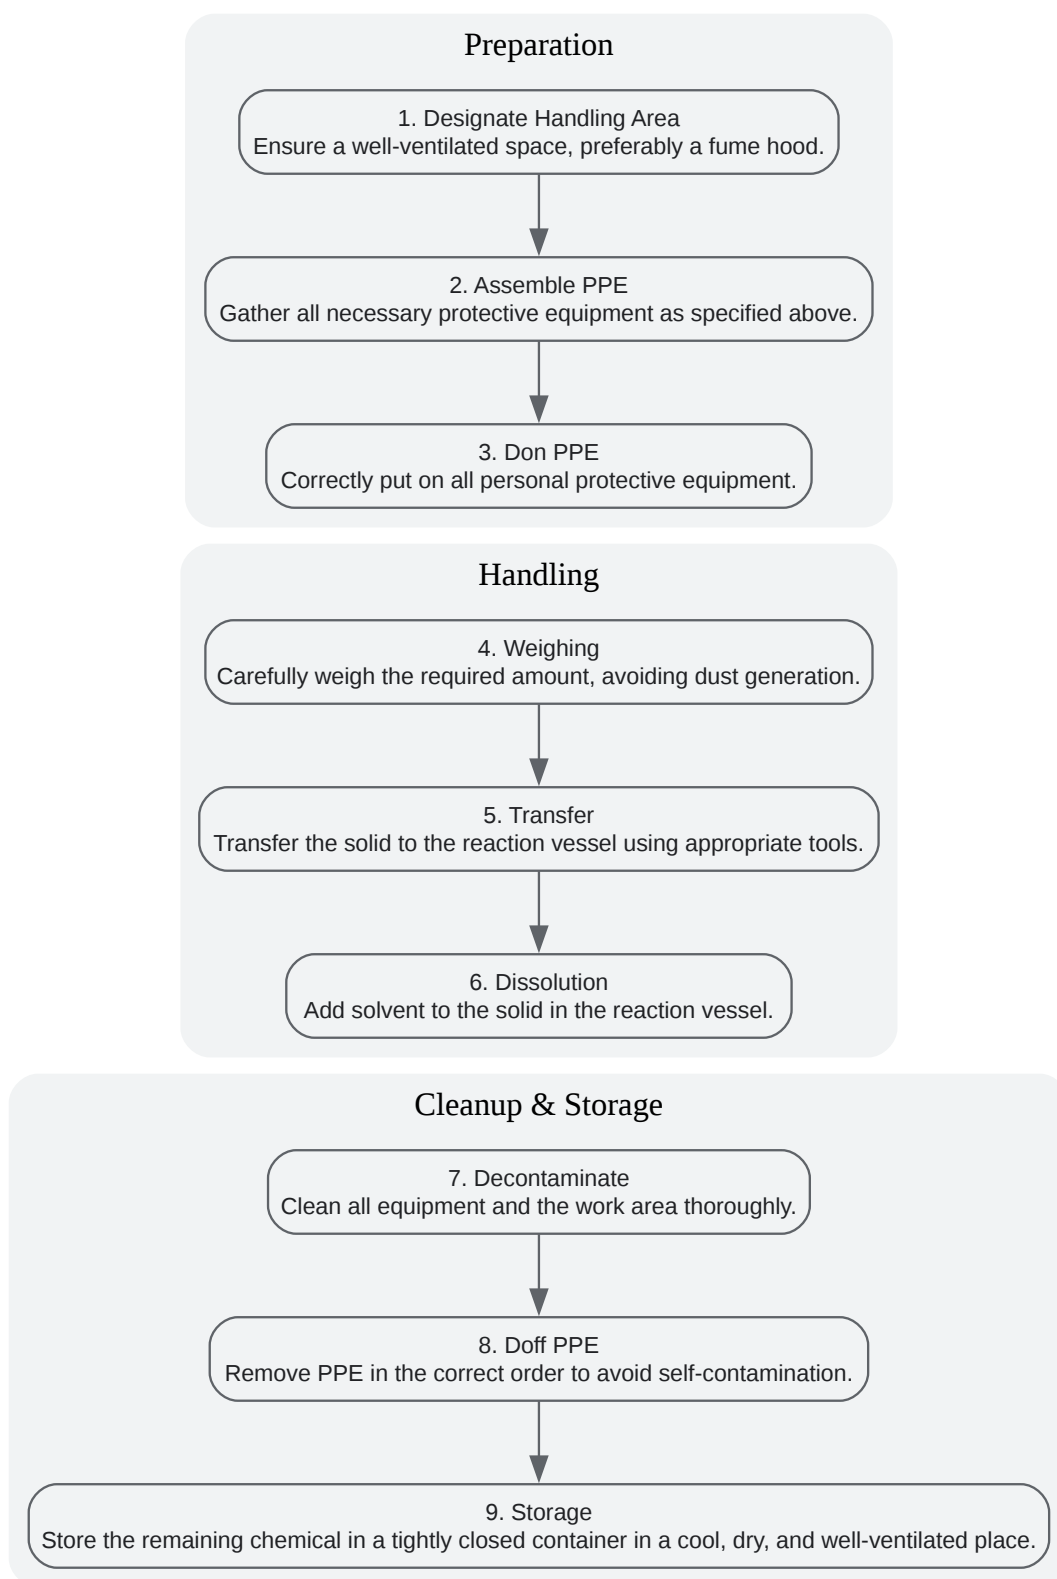 Preparation
1. Designate Handling Area
Ensure a well-ventilated space, preferably a fume hood.
2. Assemble PPE
Gather all necessary protective equipment as specified above.
3. Don PPE
Correctly put on all personal protective equipment.
Handling
4. Weighing
Carefully weigh the required amount, avoiding dust generation.
5. Transfer
Transfer the solid to the reaction vessel using appropriate tools.
6. Dissolution
Add solvent to the solid in the reaction vessel.
Cleanup & Storage
7. Decontaminate
Clean all equipment and the work area thoroughly.
8. Doff PPE
Remove PPE in the correct order to avoid self-contamination.
9. Storage
Store the remaining chemical in a tightly closed container in a cool, dry, and well-ventilated place.